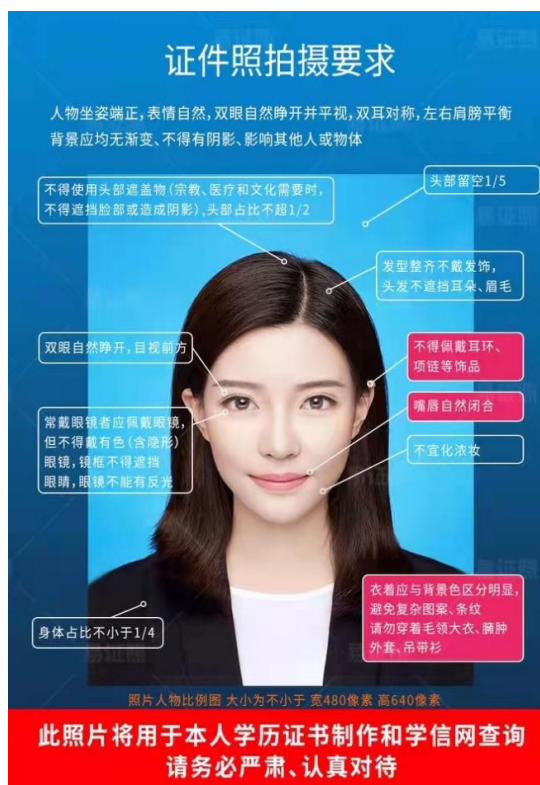 证件照拍摄要求
人物坐姿端正,表情自然,双眼自然睁开并平视,双耳对称,左右肩膀平衡
背景应均无渐变、不得有阴影、影响其他人或物体
不得使用头部遮盖物(宗教、医疗和文化需要时,
不得遮挡脸部或造成阴影),头部占比不超1/2
头部留空1/5
发型整齐不戴发饰,
头发不遮挡耳朵、眉毛
双眼自然睁开,目视前方
不得佩戴耳环、
项链等饰品
常戴眼镜者应佩戴眼镜,
但不得戴有色(含隐形)
眼镜,镜框不得遮挡
眼睛,眼镜不能有反光
嘴唇自然闭合
不宜化浓妆
衣着应与背景色区分明显,
避免复杂图案、条纹
请勿穿着毛领大衣、臃肿
外套、吊带衫
身体占比不小于1/4
照片人物比例图 大小为不小于 宽480像素 高640像素
此照片将用于本人学历证书制作和学信网查询
请务必严肃、认真对待